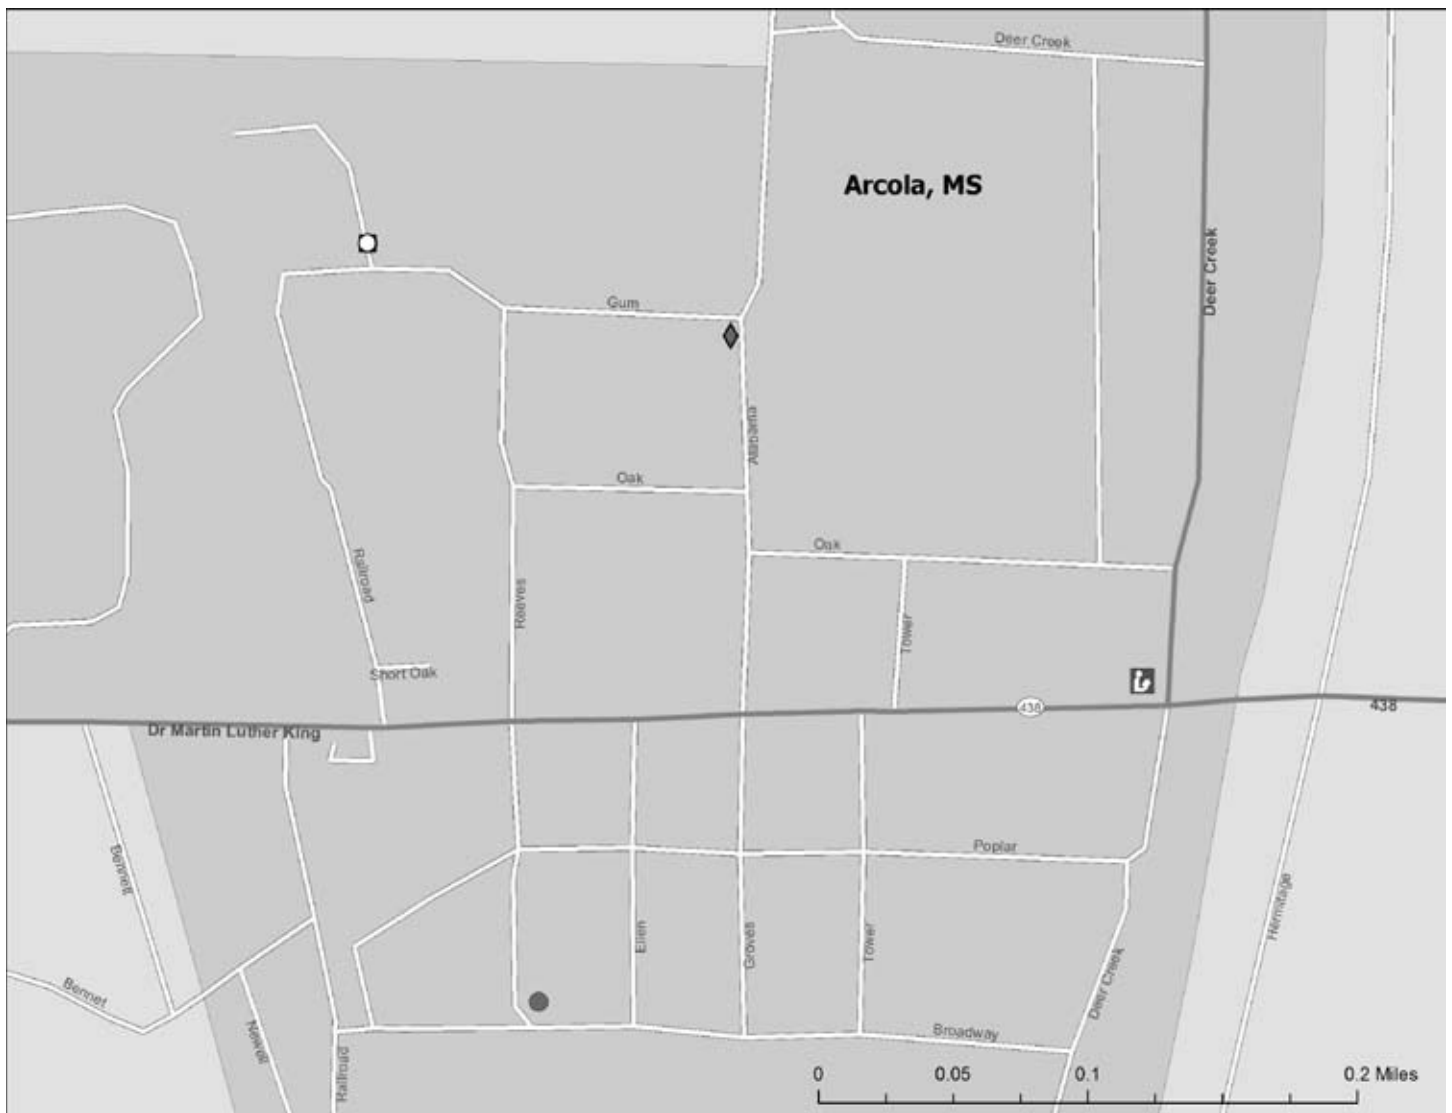 Deer Creek
Arcola, MS
Deer Creek
Gum
Alabama
Oak
Oak
Railroad
Reeves
Tower
Short Oak
438
438
Dr Martin Luther King
Poplar
Bennett
Hermitage
Ellen
Groves
Tower
Deer Creek
Bennet
Newell
Broadway
Railroad
0 0.05 0.1 0.2 Miles